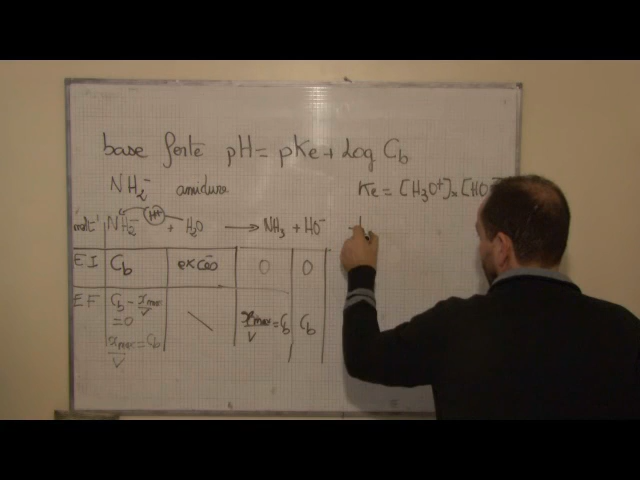 base forte pH = pKe + Log Cb
NH2⁻ amidure Ke = [H3O⁺] x [HO
NH2⁻ H⁺ + H2O → NH3 + HO⁻
EI Cb excès 0 0
EF Cb - xmax/V = 0 xmax/V = Cb Cb
xmax/V = Cb